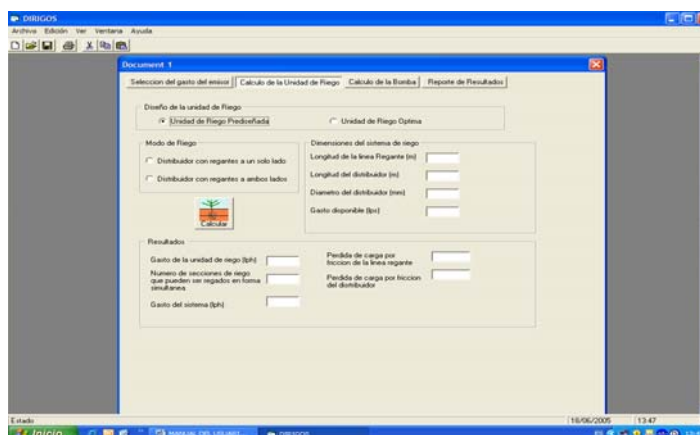 DIRIGOS
Archivo Edición Ver Ventana Ayuda
Document 1
Seleccion del gasto del emisor Calculo de la Unidad de Riego Calculo de la Bomba Reporte de Resultados
Diseño de la unidad de Riego
Unidad de Riego Prediseñada Unidad de Riego Optima
Modo de Riego
Distribuidor con regantes a un solo lado
Distribuidor con regantes a ambos lados
Calcular
Dimensiones del sistema de riego
Longitud de la linea Regante (m)
Longitud del distribuidor (m)
Diametro del distribuidor (mm)
Gasto disponible (lps)
Resultados
Gasto de la unidad de riego (lph)
Numero de secciones de riego
que pueden ser regados en forma
simultanea
Gasto del sistema (lph)
Perdida de carga por
friccion de la linea regante
Perdida de carga por friccion
del distribuidor
Estado 18/06/2005 13:47
Inicio MANUAL DEL USUARI... DIRIGOS